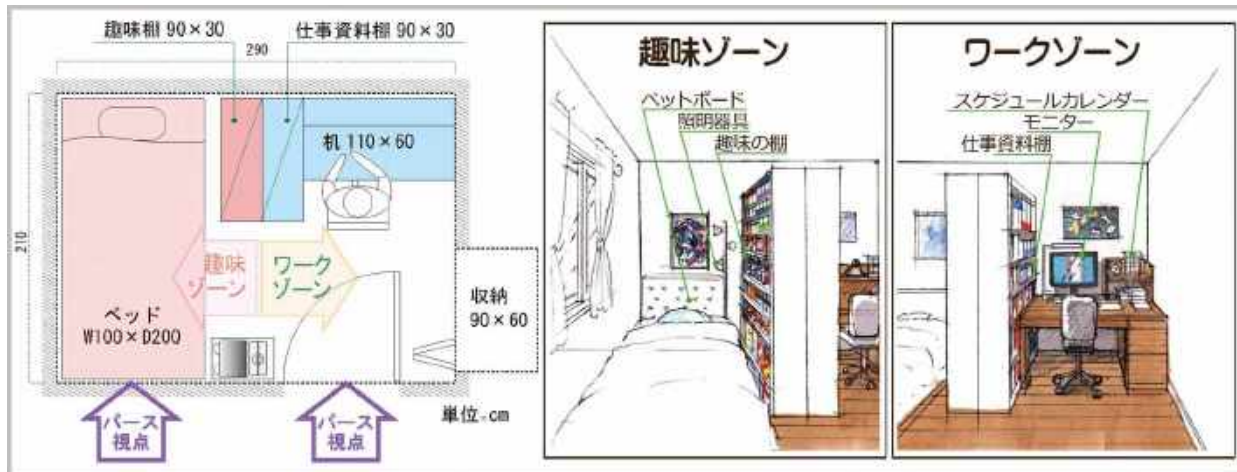 趣味棚 90×30
仕事資料棚 90×30
290
210
机 110×60
趣味
ゾーン
ワーク
ゾーン
ベッド
W100×D200
収納
90×60
パース
視点
パース
視点
単位:cm
趣味ゾーン
ベットボード
照明器具
趣味の棚
ワークゾーン
スケジュールカレンダー
モニター
仕事資料棚